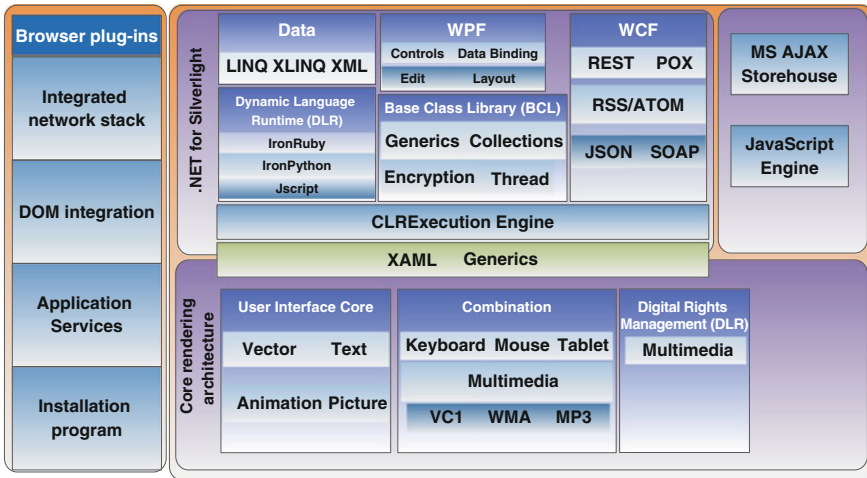 Browser plug-ins
Integrated
network stack
DOM integration
Application
Services
Installation
program
.NET for Silverlight
Data
LINQ XLINQ XML
Dynamic Language
Runtime (DLR)
IronRuby
IronPython
Jscript
WPF
Controls Data Binding
Edit Layout
Base Class Library (BCL)
Generics Collections
Encryption Thread
WCF
REST POX
RSS/ATOM
JSON SOAP
CLRExecution Engine
XAML Generics
MS AJAX
Storehouse
JavaScript
Engine
Core rendering
architecture
User Interface Core
Vector Text
Animation Picture
Combination
Keyboard Mouse Tablet
Multimedia
VC1 WMA MP3
Digital Rights
Management (DLR)
Multimedia